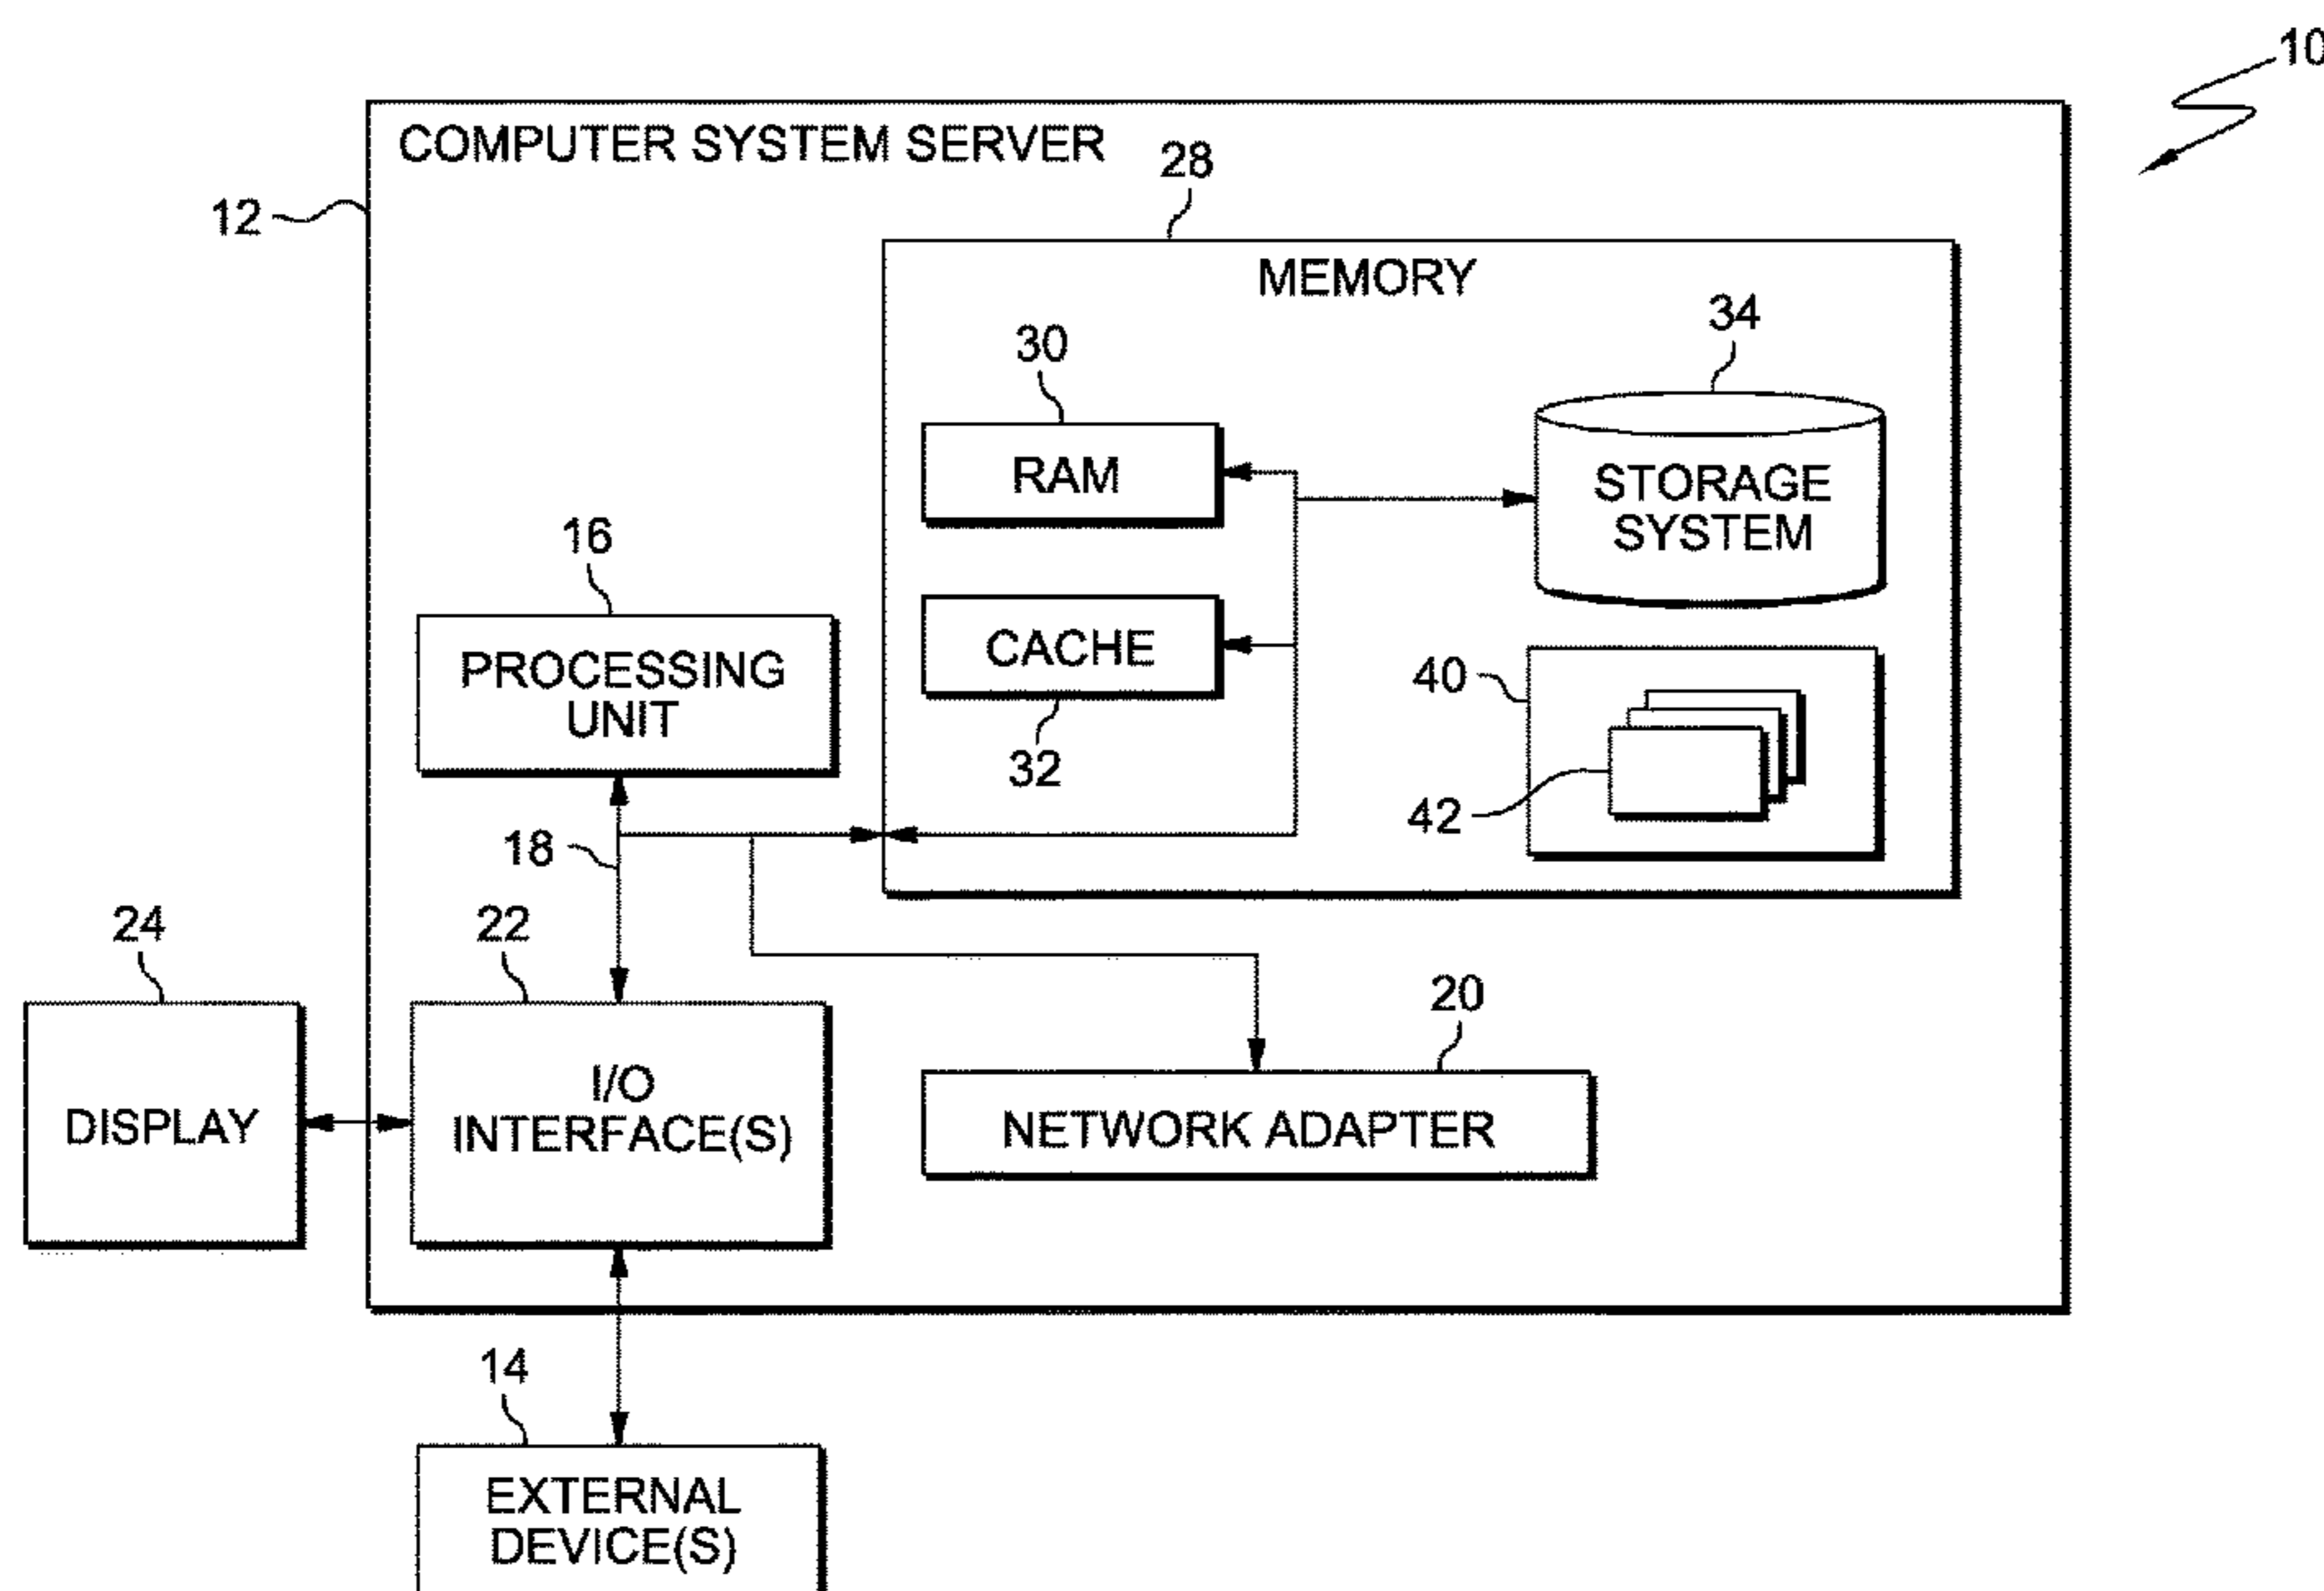 10
COMPUTER SYSTEM SERVER
28
12
MEMORY
34
30
RAM
STORAGE
SYSTEM
16
CACHE
PROCESSING
UNIT
40
32
42
18
24
22
20
I/O
INTERFACE(S)
DISPLAY
NETWORK ADAPTER
14
EXTERNAL
DEVICE(S)